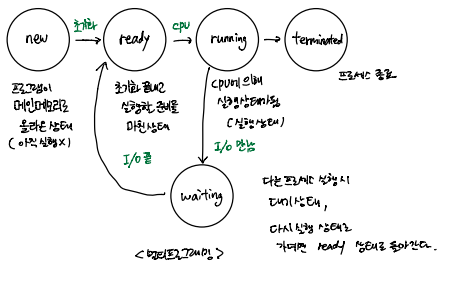 new
초기화
ready
cpu
running
terminated
프로그램이
메인메모리로
올라온 상태
(아직 실행X)
초기화 끝내고
실행할 준비를
마친 상태
CPU에 의해
실행상태가됨
(실행상태)
프로세스 종료
I/O 끝
I/O 만남
waiting
다른 프로세스 실행시
대기 상태,
다시 실행 상태로
가려면 ready 상태로 돌아간다.
<멀티프로그래밍>